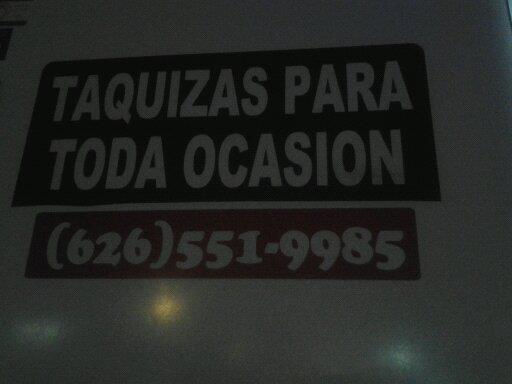 TAQUIZAS PARA
TODA OCASION
(626)551-9985